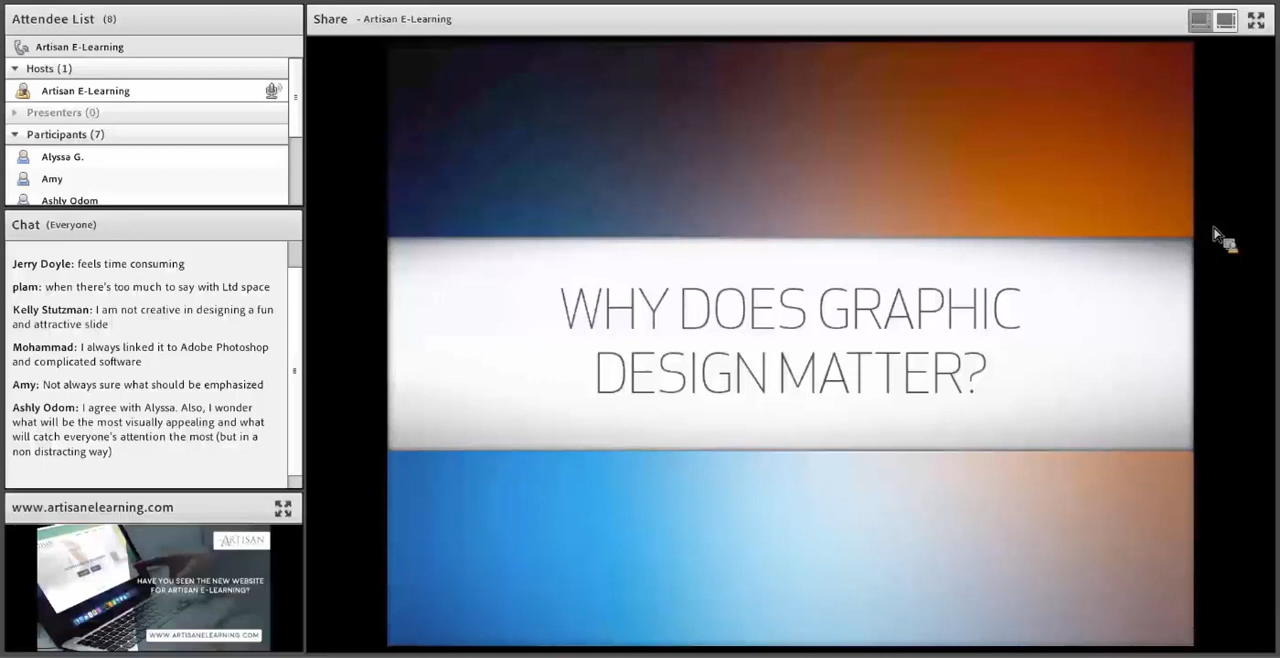 Attendee List (8)
Artisan E-Learning
Hosts (1)
Artisan E-Learning
Presenters (0)
Participants (7)
Alyssa G.
Amy
Ashly Odom
Chat (Everyone)
Jerry Doyle: feels time consuming
plam: when there's too much to say with Ltd space
Kelly Stutzman: I am not creative in designing a fun
and attractive slide
Mohammad: I always linked it to Adobe Photoshop
and complicated software
Amy: Not always sure what should be emphasized
Ashly Odom: I agree with Alyssa. Also, I wonder
what will be the most visually appealing and what
will catch everyone's attention the most (but in a
non distracting way)
www.artisanelearning.com
ARTISAN
HAVE YOU SEEN THE NEW WEBSITE
FOR ARTISAN E-LEARNING?
WWW.ARTISANELEARNING.COM
Share - Artisan E-Learning
WHY DOES GRAPHIC
DESIGN MATTER?